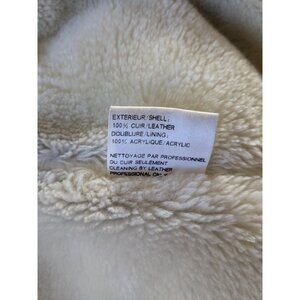 EXTERIEUR/SHELL:
100% CUIR/LEATHER
DOUBLURE/LINING:
100% ACRYLIQUE/ACRYLIC
NETTOYAGE PAR PROFESSIONNEL
DU CUIR SEULEMENT
CLEANING BY LEATHER
PROFESSIONAL ONLY